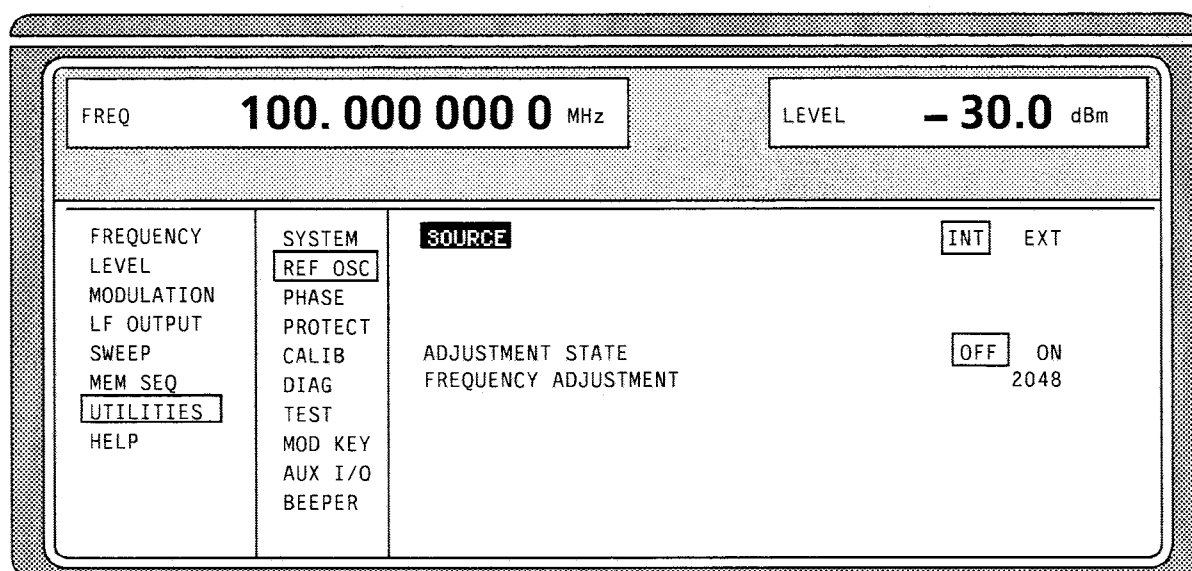 FREQ 100. 000 000 0 MHz
LEVEL – 30.0 dBm
FREQUENCY
LEVEL
MODULATION
LF OUTPUT
SWEEP
MEM SEQ
UTILITIES
HELP
SYSTEM
REF OSC
PHASE
PROTECT
CALIB
DIAG
TEST
MOD KEY
AUX I/O
BEEPER
SOURCE INT EXT
ADJUSTMENT STATE OFF ON
FREQUENCY ADJUSTMENT 2048